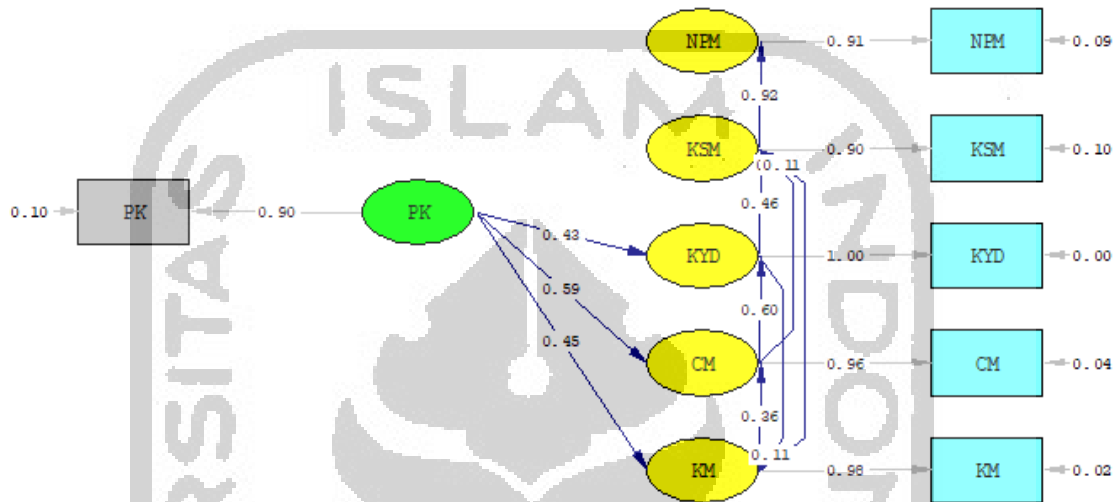 NPM
0.91
NPM
0.09
ISLAM
0.92
KSM
0.90
KSM
0.10
(0.11
0.10
PK
0.90
PK
0.43
0.46
KYD
1.00
KYD
0.00
0.59
0.60
0.45
CM
0.96
CM
0.04
0.36
0.11
KM
0.98
KM
0.02
RSITAS
INDO